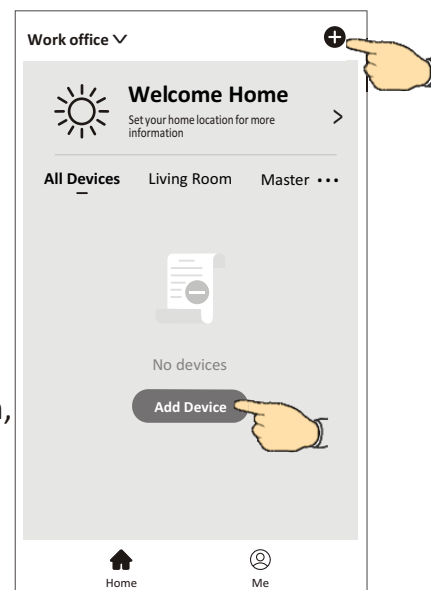 Work office
Welcome Home
Set your home location for more
information
All Devices Living Room Master
No devices
,
Add Device
Home Me